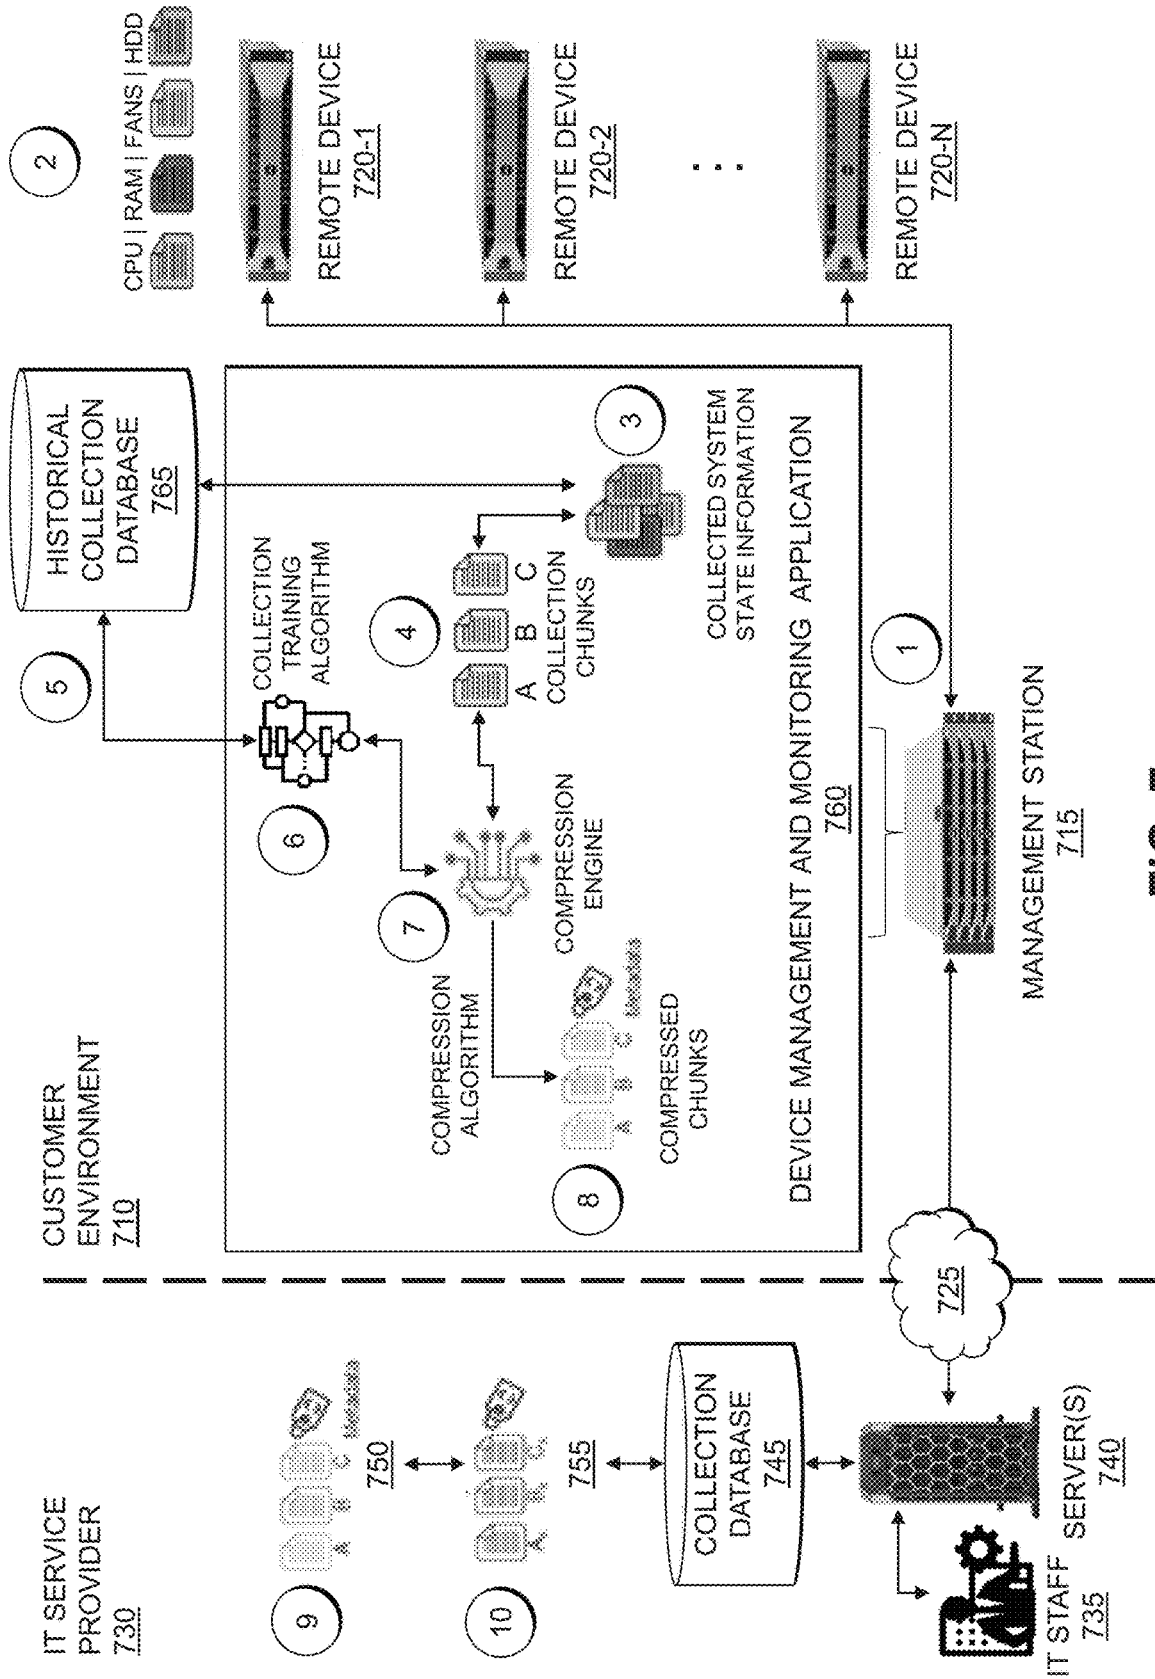 IT SERVICE
PROVIDER
730
CUSTOMER
ENVIRONMENT
710
9
A
B
C
Metadata
750
10
755
COLLECTION
DATABASE
745
SERVER(S)
740
IT STAFF
735
725
HISTORICAL
COLLECTION
DATABASE
765
5
6
COLLECTION
TRAINING
ALGORITHM
7
COMPRESSION
ALGORITHM
COMPRESSION
ENGINE
4
A
B
C
COLLECTION
CHUNKS
3
COLLECTED SYSTEM
STATE INFORMATION
8
A
B
C
COMPRESSED
CHUNKS
DEVICE MANAGEMENT AND MONITORING APPLICATION
760
1
MANAGEMENT STATION
715
2
CPU | RAM | FANS | HDD
REMOTE DEVICE
720-1
REMOTE DEVICE
720-2
. . .
REMOTE DEVICE
720-N